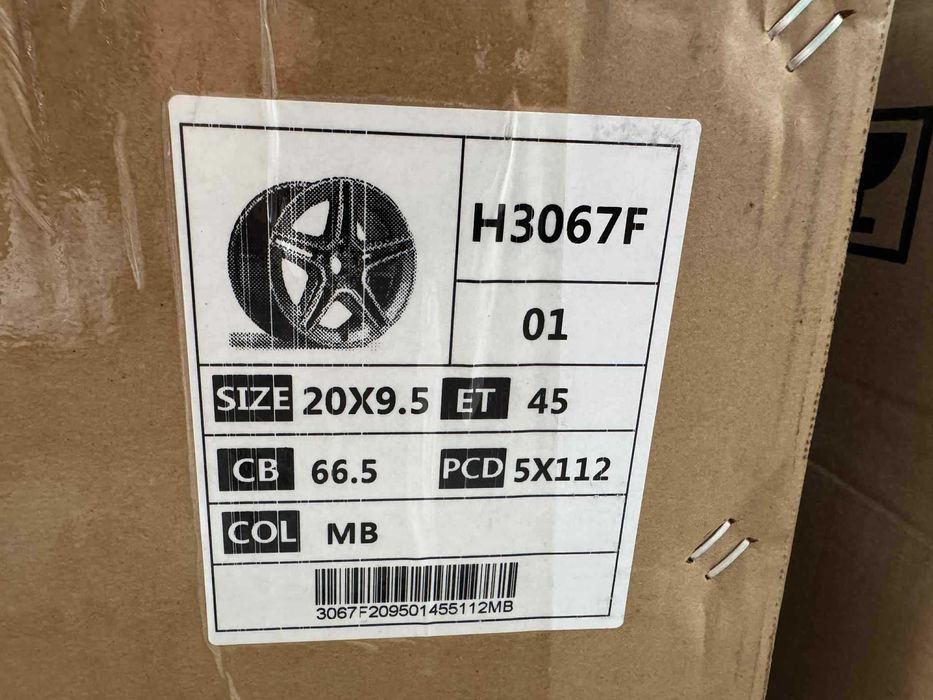 H3067F
01
SIZE 20X9.5 ET 45
CB 66.5 PCD 5X112
COL MB
3067F209501455112MB